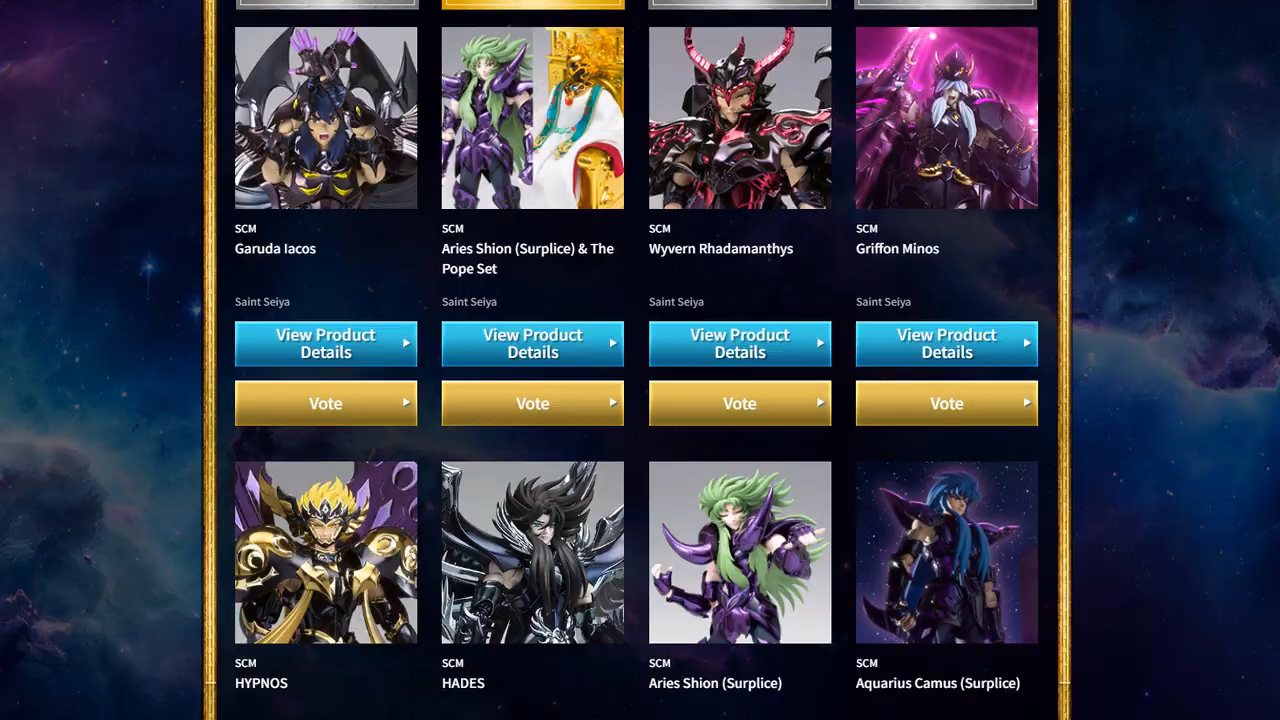 SCM
Garuda Iacos
Saint Seiya
View Product
Details
Vote
SCM
Aries Shion (Surplice) & The
Pope Set
Saint Seiya
View Product
Details
Vote
SCM
Wyvern Rhadamanthys
Saint Seiya
View Product
Details
Vote
SCM
Griffon Minos
Saint Seiya
View Product
Details
Vote
SCM
HYPNOS
SCM
HADES
SCM
Aries Shion (Surplice)
SCM
Aquarius Camus (Surplice)